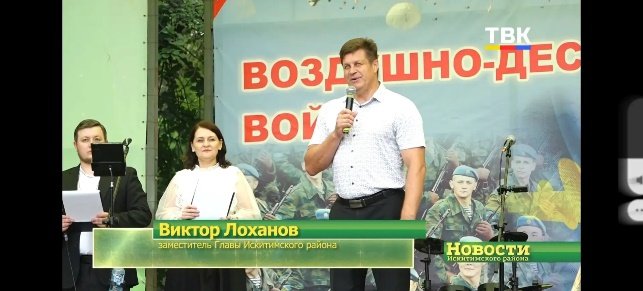 ТВК
ВОЗДУШНО-ДЕС
ВОЙ
Виктор Лоханов
заместитель Главы Искитимского района
Новости
Искитимского района